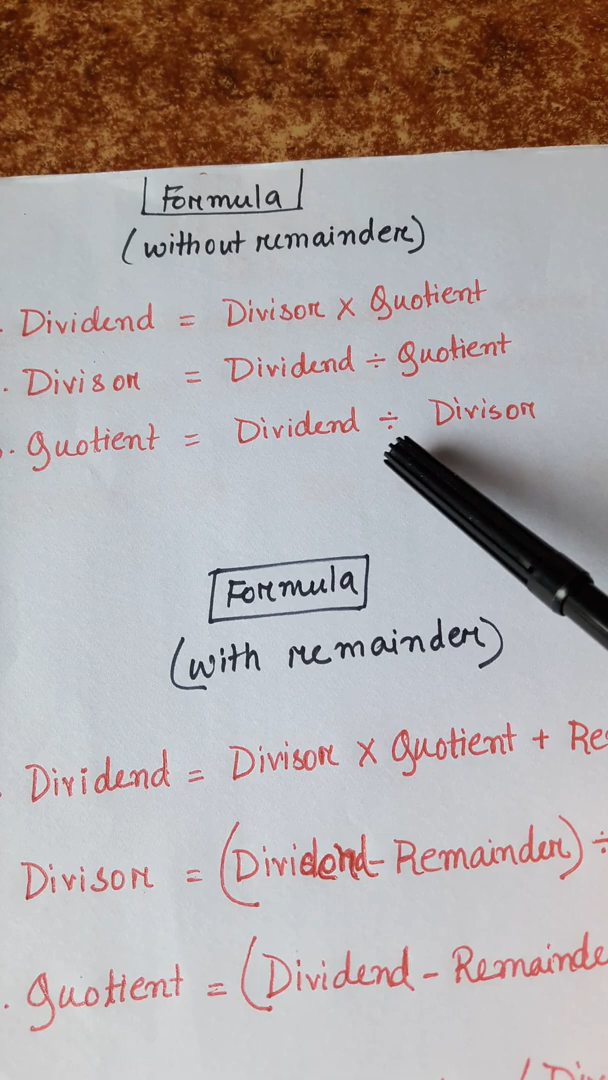 Formula
(without remainder)
. Dividend = Divisor × Quotient
. Divisor = Dividend ÷ Quotient
. Quotient = Dividend ÷ Divisor
Formula
(with remainder)
. Dividend = Divisor × Quotient + Re
Divisor = (Dividend - Remainder) ÷
. Quotient = (Dividend - Remainde